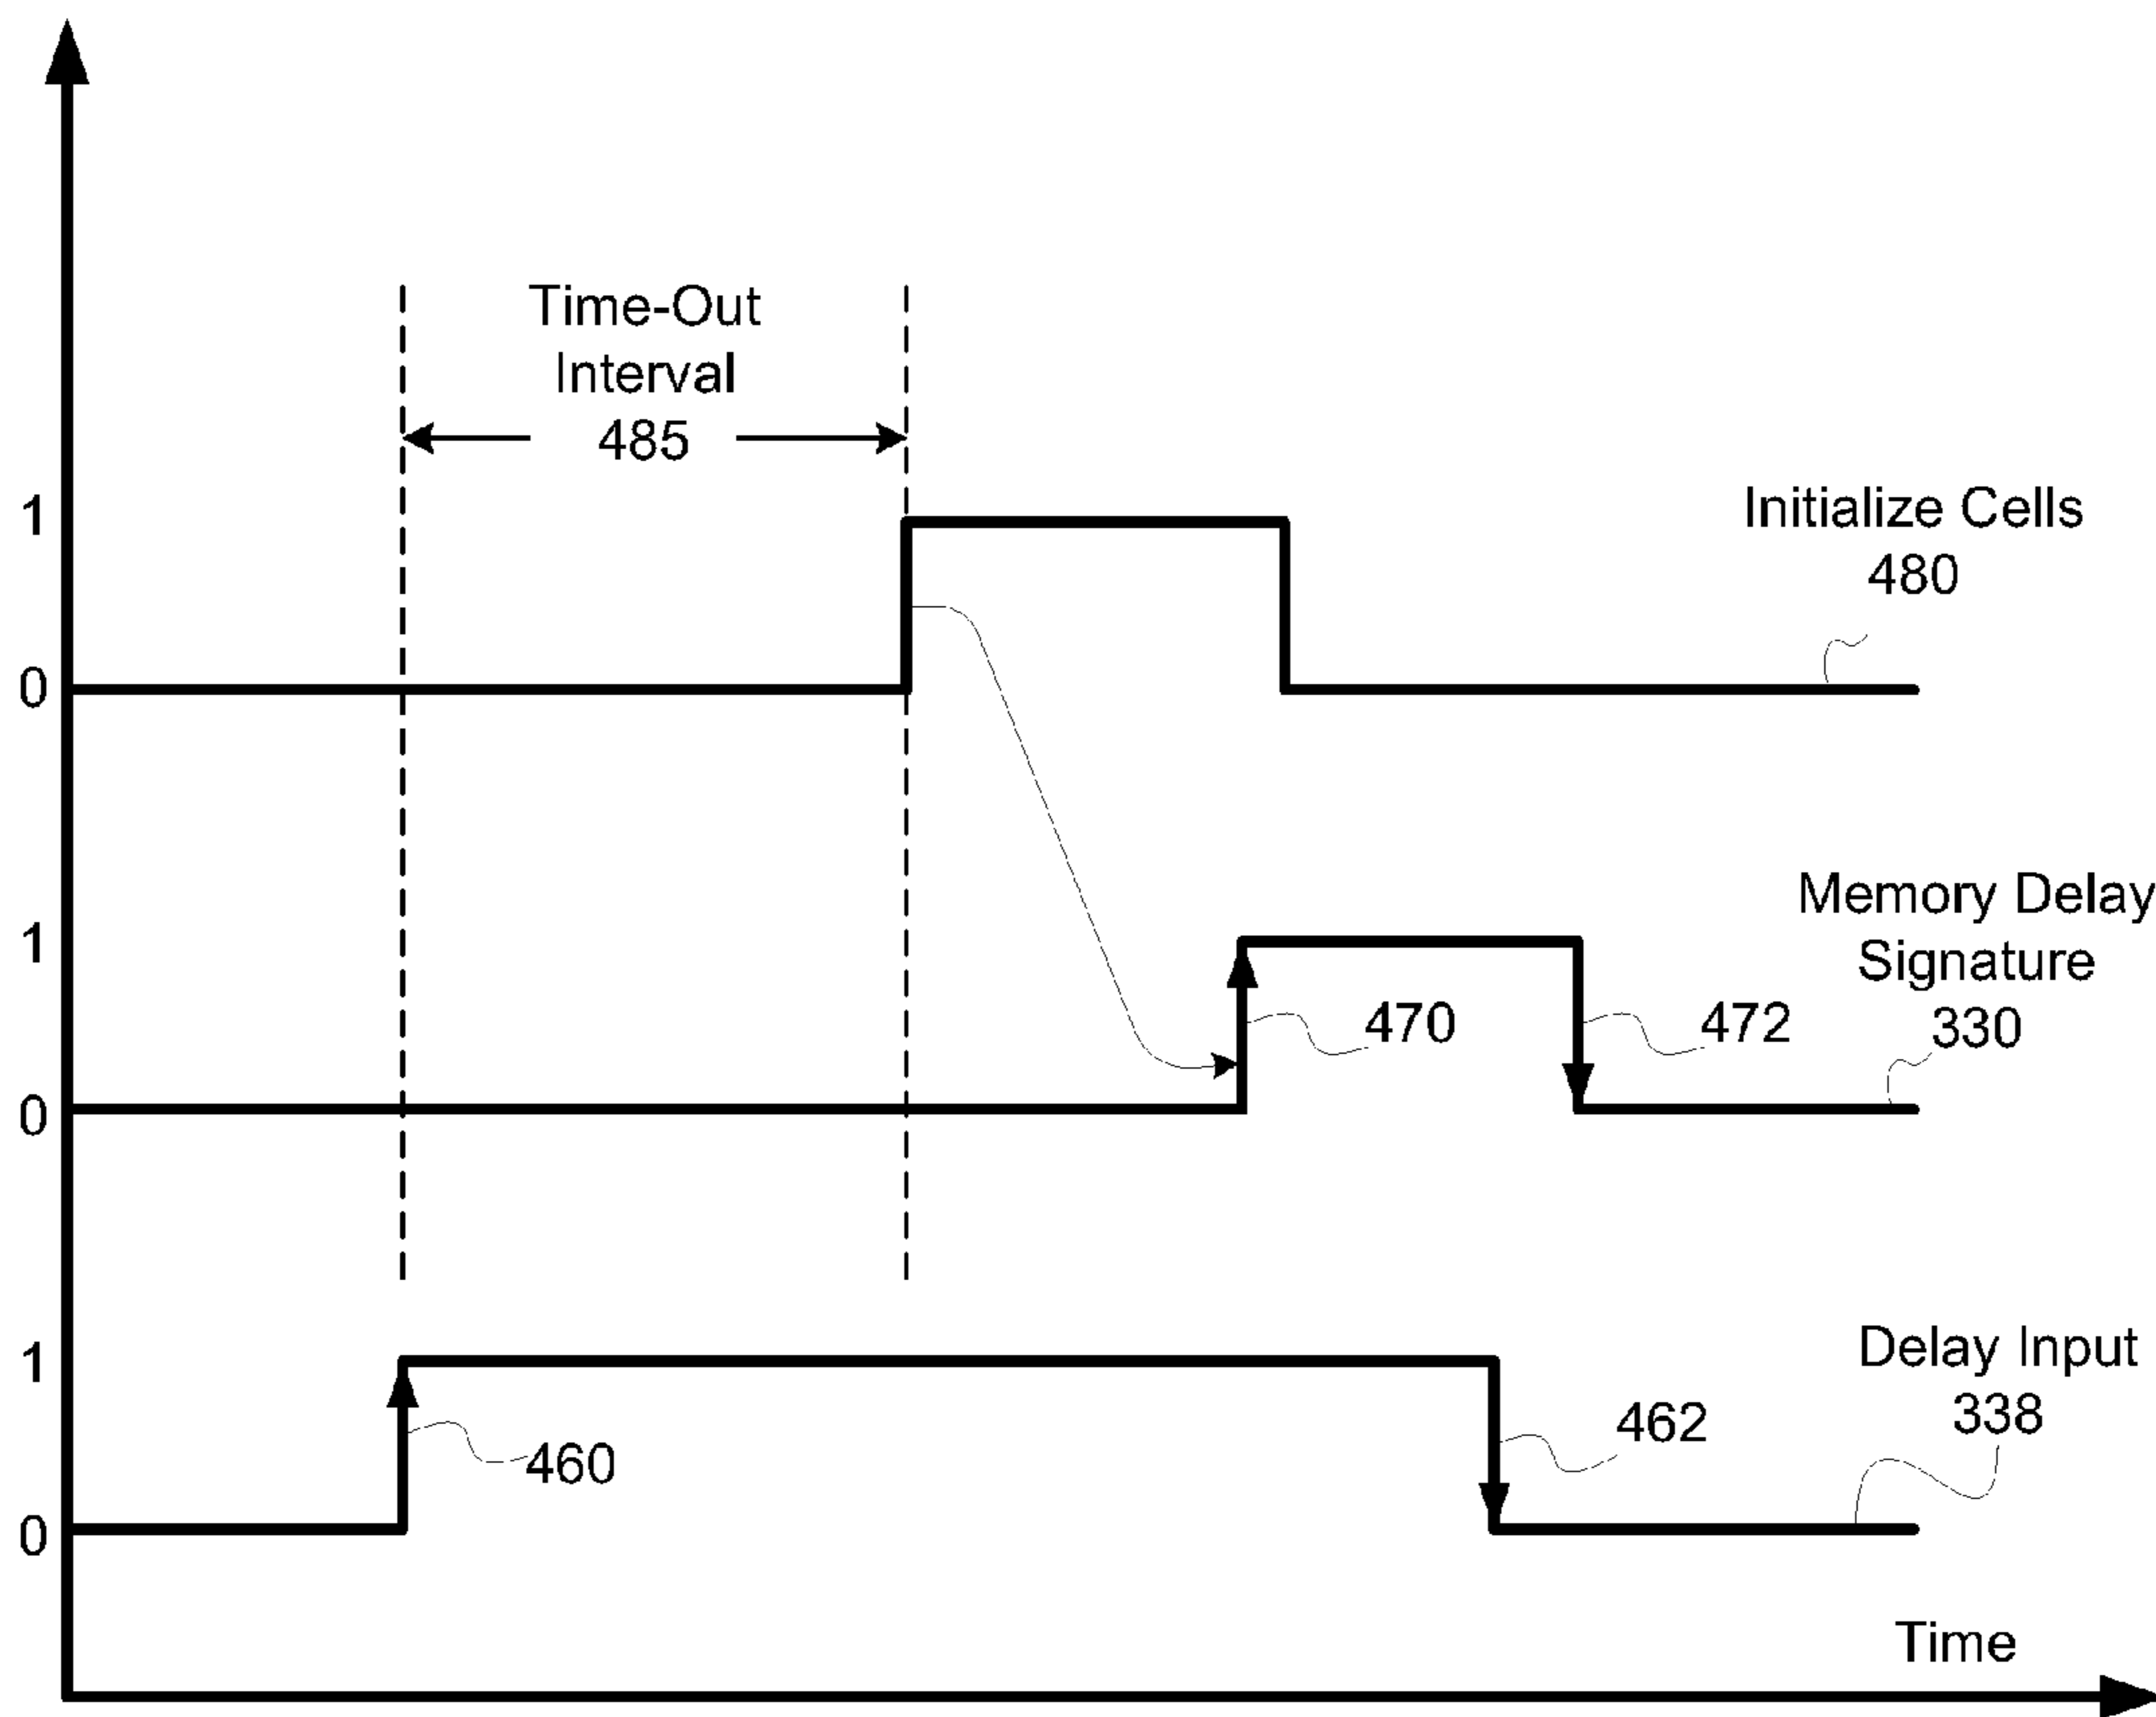 Time-Out
Interval
485
1
Initialize Cells
480
0
Memory Delay
Signature
330
1
470
472
0
Delay Input
338
1
462
460
0
Time